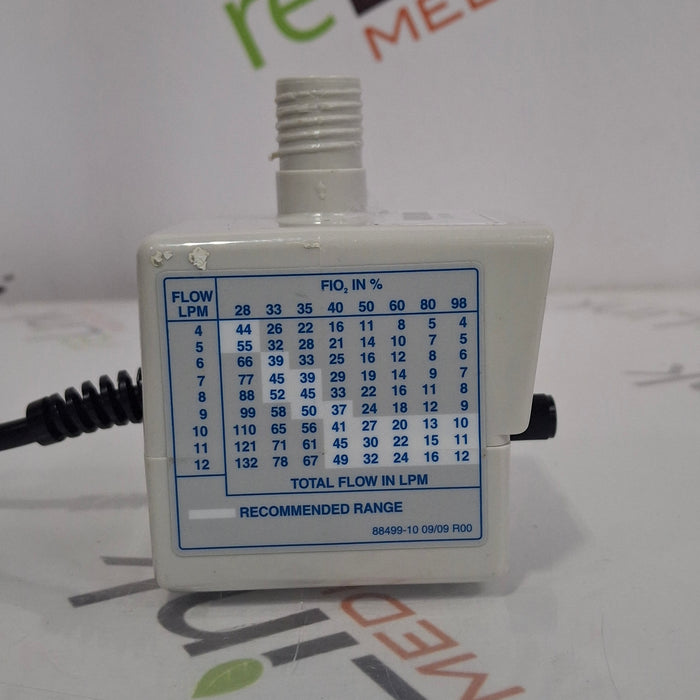 re
MED
FIO₂ IN %
FLOW LPM 28 33 35 40 50 60 80 98
4 44 26 22 16 11 8 5 4
5 55 32 28 21 14 10 7 5
6 66 39 33 25 16 12 8 6
7 77 45 39 29 19 14 9 7
8 88 52 45 33 22 16 11 8
9 99 58 50 37 24 18 12 9
10 110 65 56 41 27 20 13 10
11 121 71 61 45 30 22 15 11
12 132 78 67 49 32 24 16 12
TOTAL FLOW IN LPM
RECOMMENDED RANGE
88499-10 09/09 R00
MED